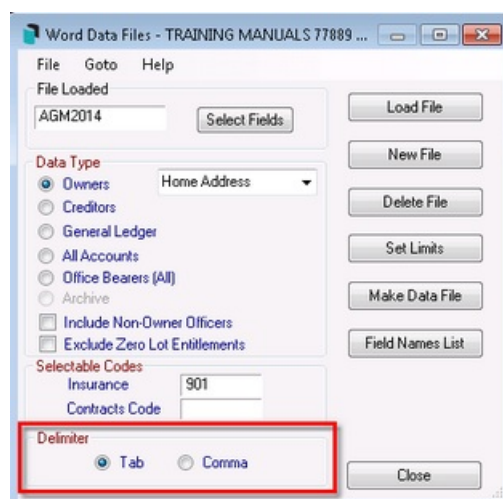 Word Data Files - TRAINING MANUALS 77889 ...
File Goto Help
File Loaded
AGM2014
Select Fields
Load File
New File
Delete File
Set Limits
Make Data File
Field Names List
Data Type
Owners
Home Address
Creditors
General Ledger
All Accounts
Office Bearers (All)
Archive
Include Non-Owner Officers
Exclude Zero Lot Entitlements
Selectable Codes
Insurance 901
Contracts Code
Delimiter
Tab Comma
Close